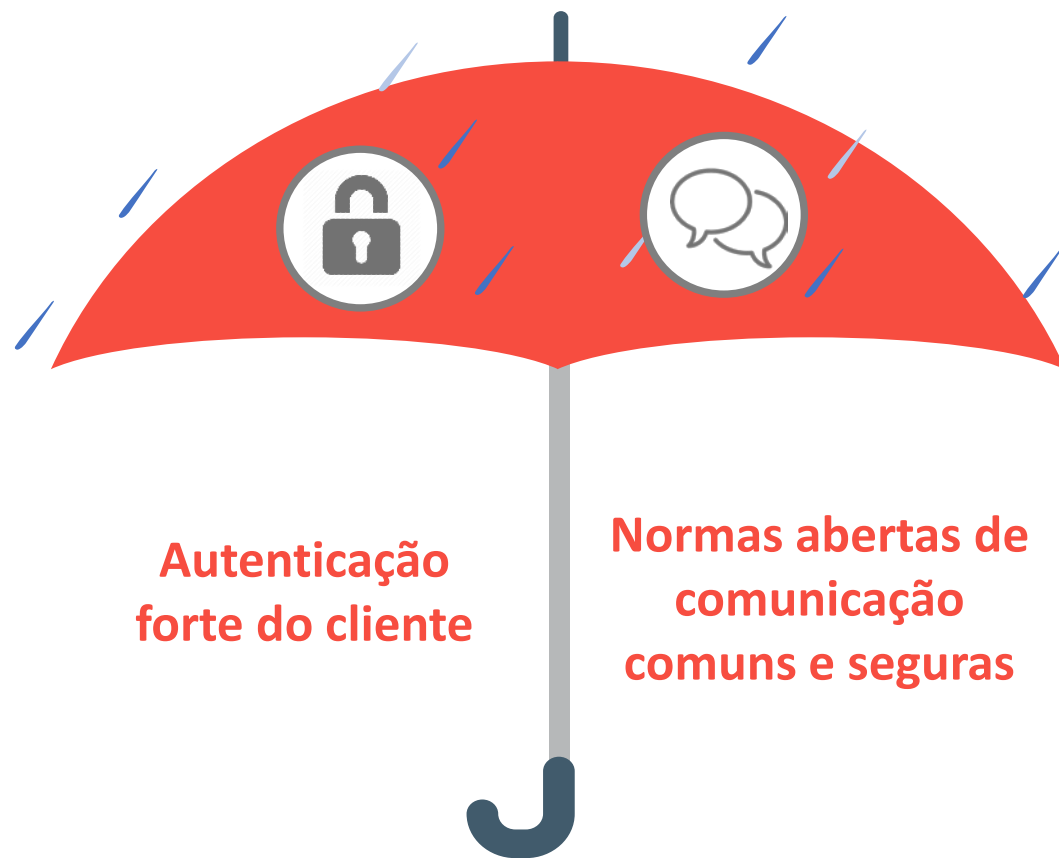 Autenticação
forte do cliente
Normas abertas de
comunicação
comuns e seguras